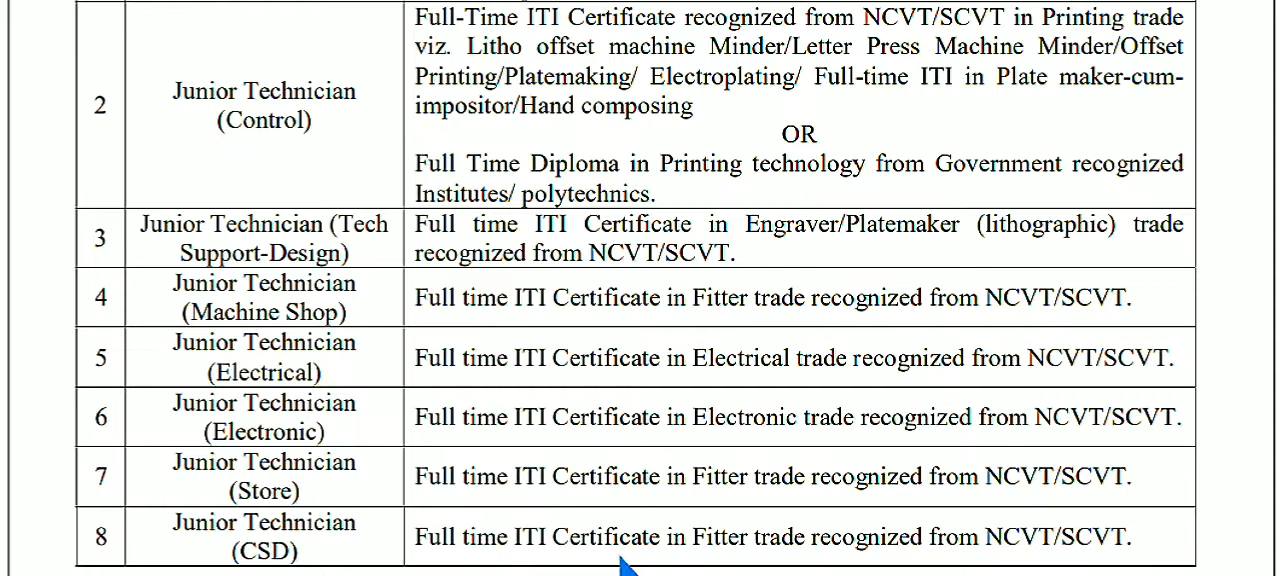 2
Junior Technician
(Control)
Full-Time ITI Certificate recognized from NCVT/SCVT in Printing trade
viz. Litho offset machine Minder/Letter Press Machine Minder/Offset
Printing/Platemaking/ Electroplating/ Full-time ITI in Plate maker-cum-
impositor/Hand composing
OR
Full Time Diploma in Printing technology from Government recognized
Institutes/ polytechnics.
3
Junior Technician (Tech
Support-Design)
Full time ITI Certificate in Engraver/Platemaker (lithographic) trade
recognized from NCVT/SCVT.
4
Junior Technician
(Machine Shop)
Full time ITI Certificate in Fitter trade recognized from NCVT/SCVT.
5
Junior Technician
(Electrical)
Full time ITI Certificate in Electrical trade recognized from NCVT/SCVT.
6
Junior Technician
(Electronic)
Full time ITI Certificate in Electronic trade recognized from NCVT/SCVT.
7
Junior Technician
(Store)
Full time ITI Certificate in Fitter trade recognized from NCVT/SCVT.
8
Junior Technician
(CSD)
Full time ITI Certificate in Fitter trade recognized from NCVT/SCVT.